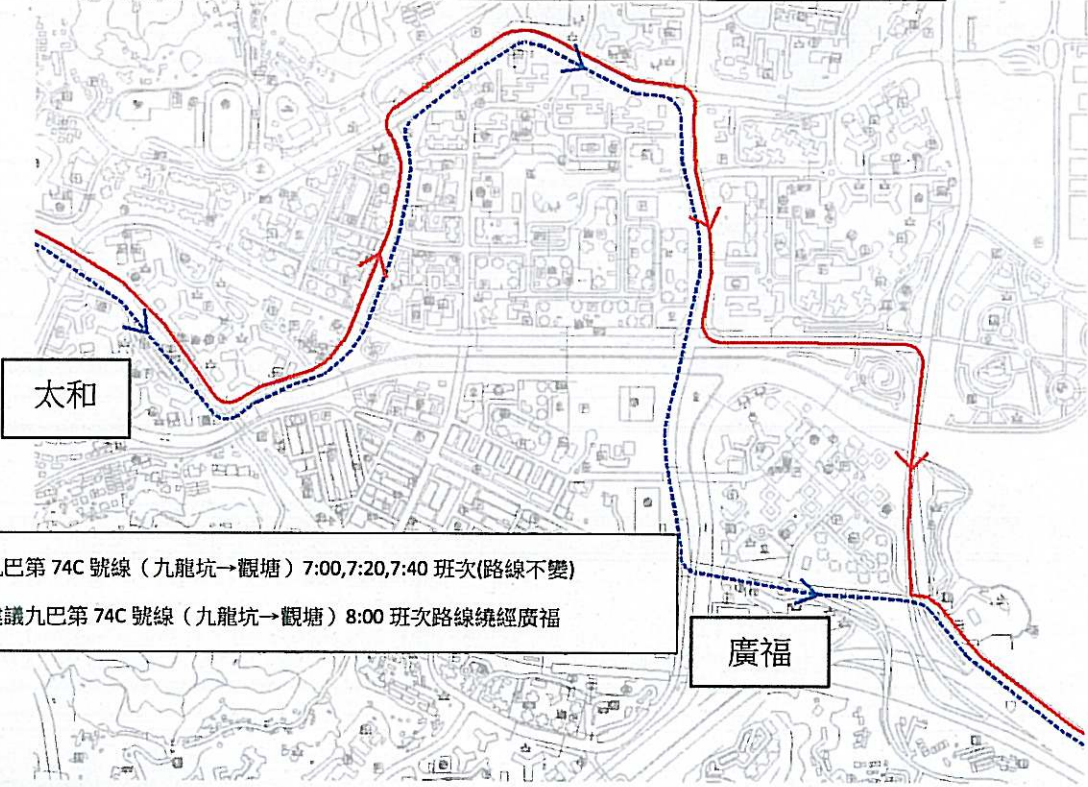 太和
巴第 74C 號線（九龍坑→觀塘）7:00,7:20,7:40 班次(路線不變)
議九巴第 74C 號線（九龍坑→觀塘）8:00 班次路線繞經廣福
廣福